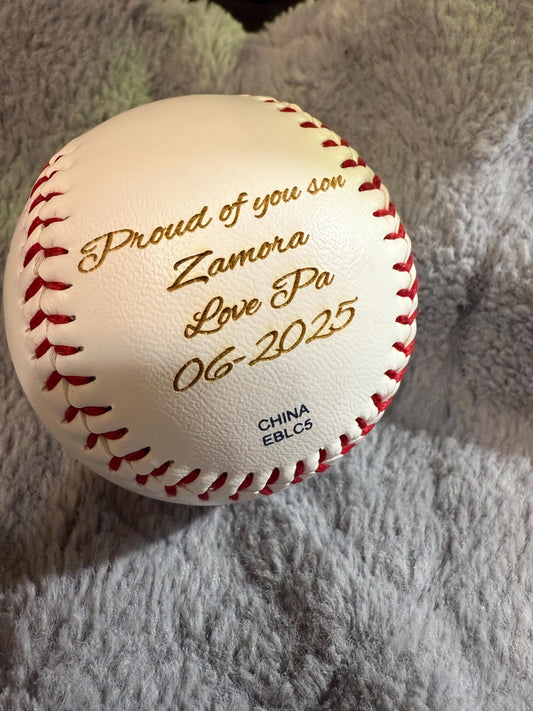 Proud of you son
Zamora
Love Pa
06-2025
CHINA
EBLC5